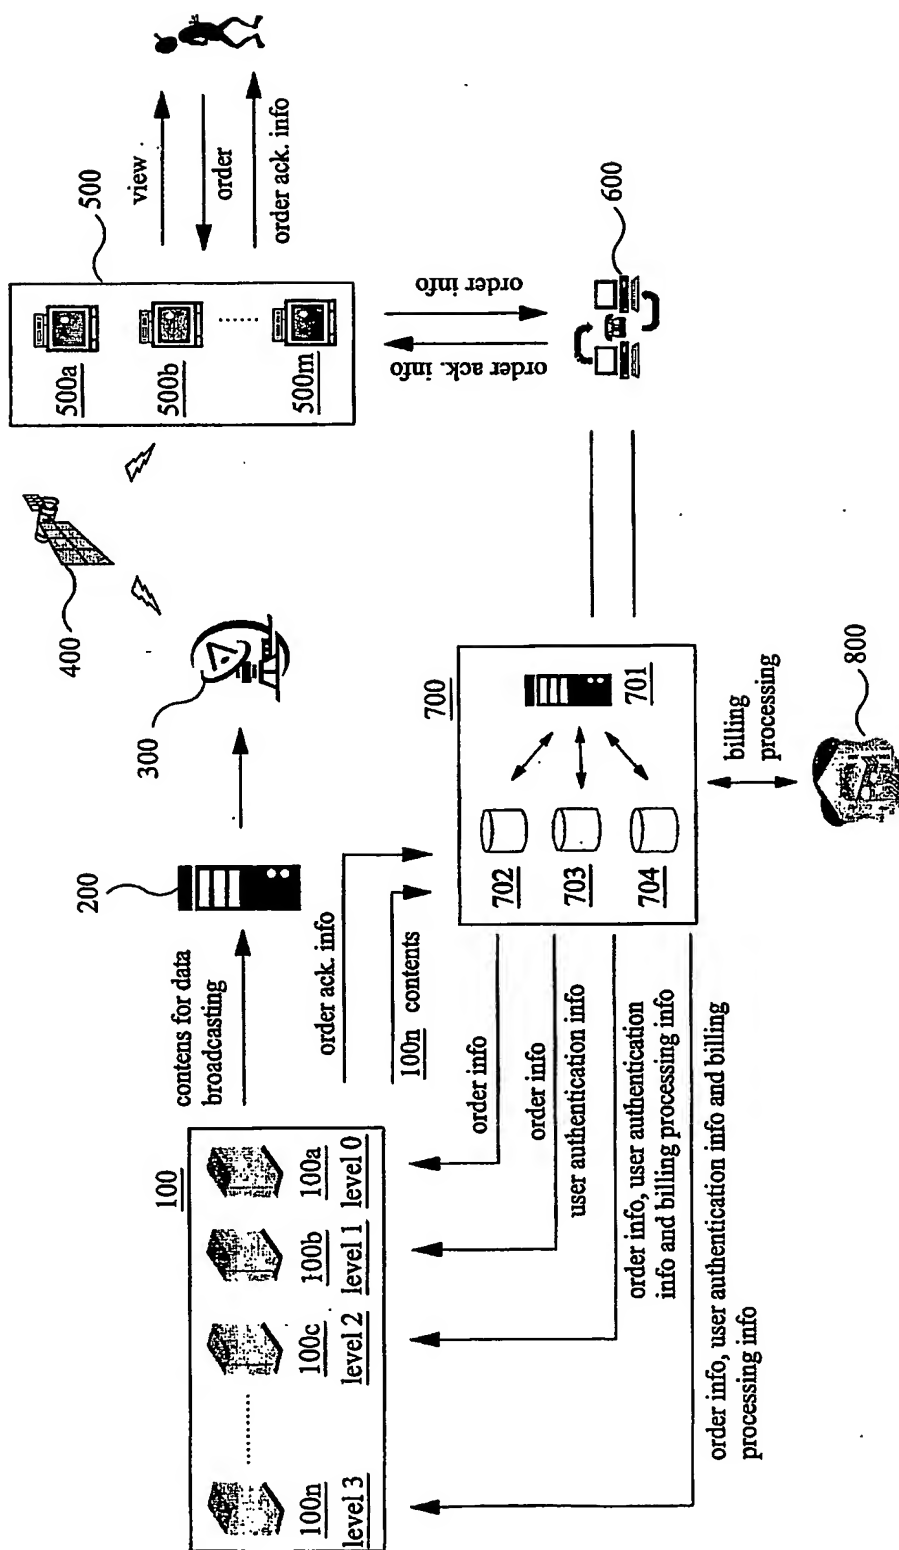 100
100a
level 0
100b
level 1
100c
level 2
100n
level 3
contens for data
broadcasting
200
300
400
500
500a
500b
500m
view
order
order ack. info
order info
order ack. info
600
order ack. info
100n contents
700
701
702
703
704
order info
order info
user authentication info
order info, user authentication
info and billing processing info
order info, user authentication info and billing
processing info
billing
processing
800